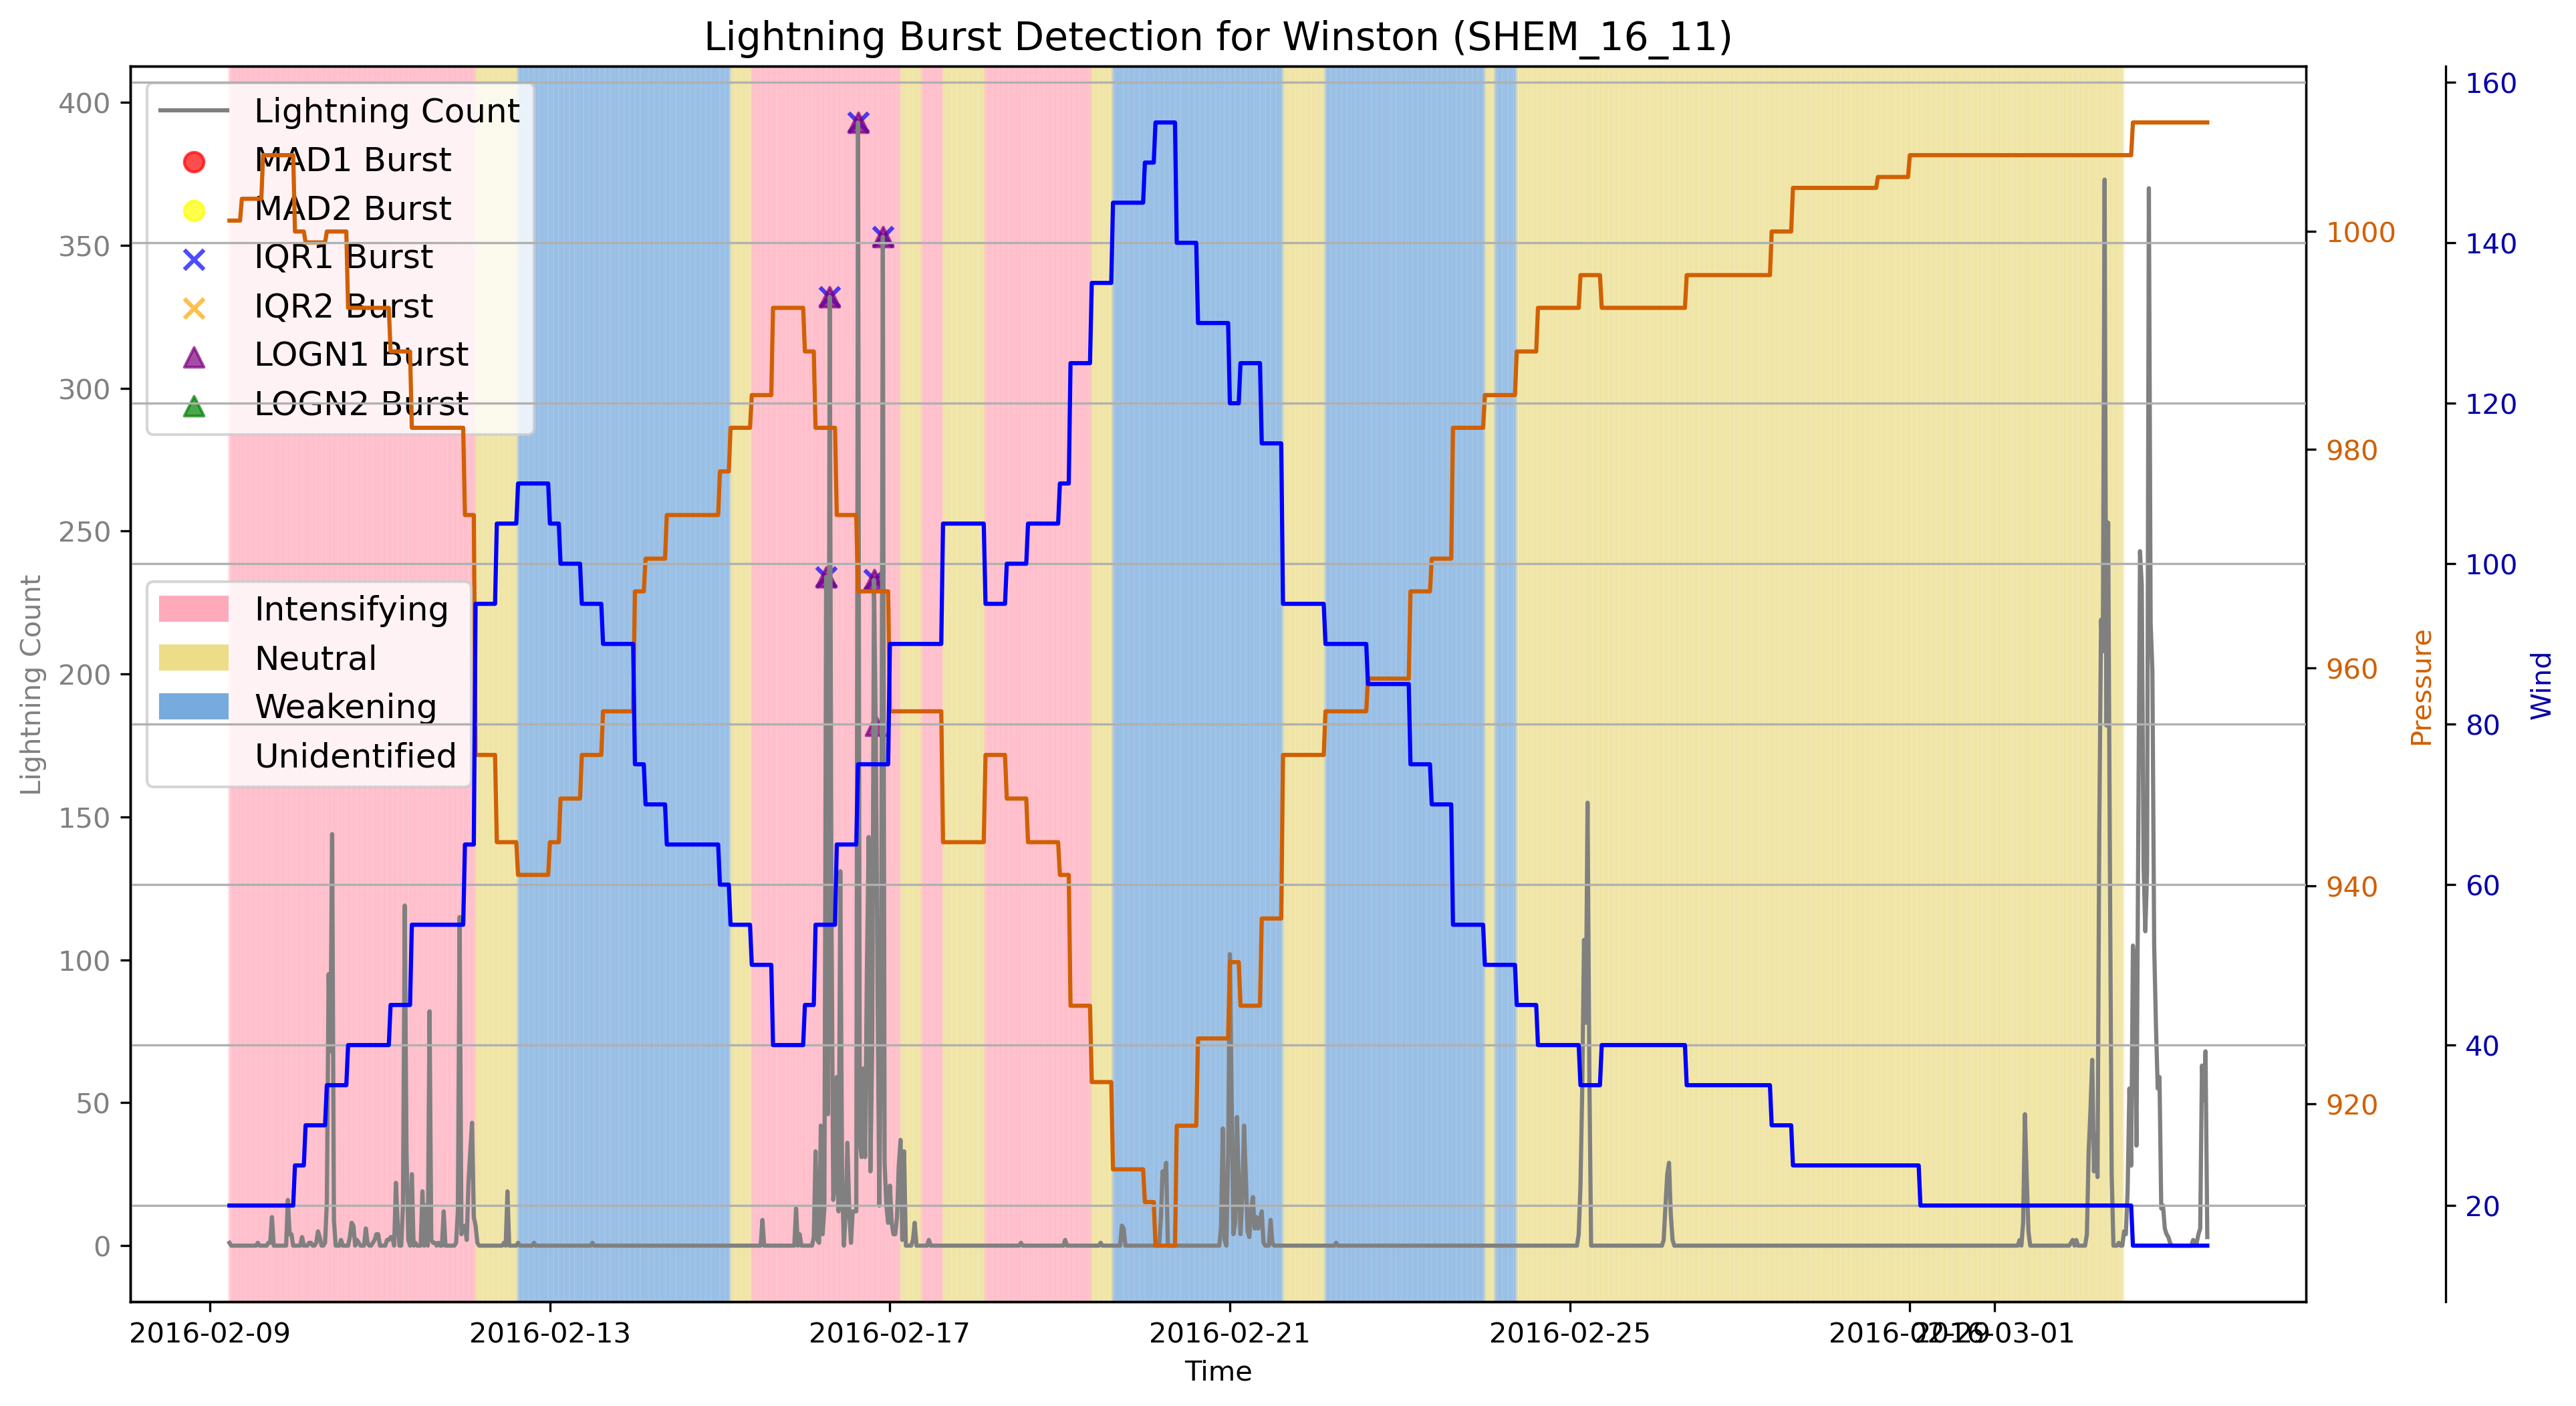 Lightning Burst Detection for Winston (SHEM_16_11)
Lightning Count
MAD1 Burst
MAD2 Burst
IQR1 Burst
IQR2 Burst
LOGN1 Burst
LOGN2 Burst
Intensifying
Neutral
Weakening
Unidentified
Lightning Count
400
350
300
250
200
150
100
50
0
2016-02-09
2016-02-13
2016-02-17
2016-02-21
2016-02-25
2016-02-29
2016-03-01
Time
1000
980
960
940
920
Pressure
160
140
120
100
80
60
40
20
Wind